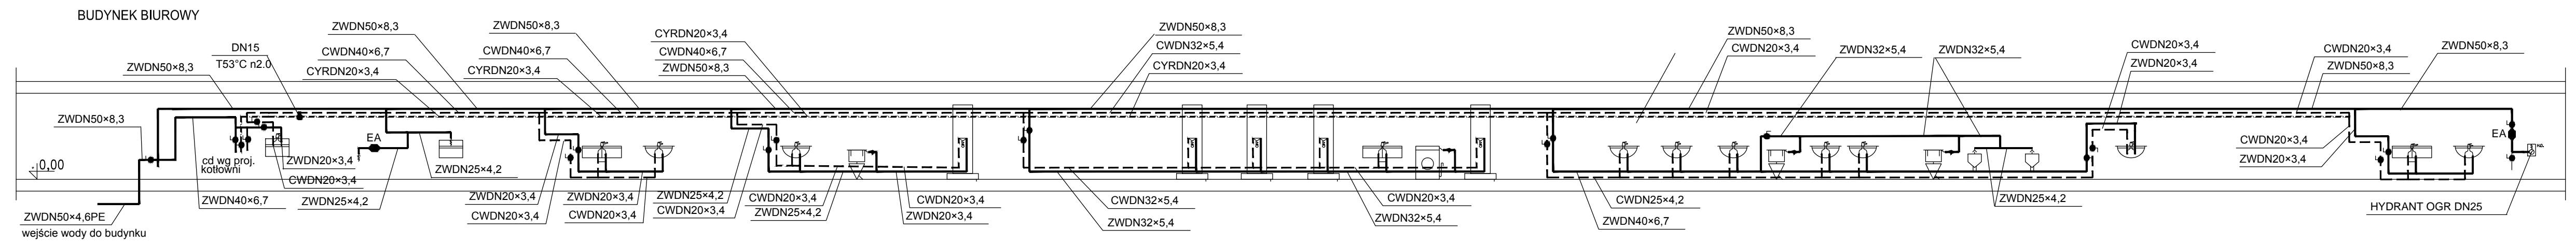 BUDYNEK BIUROWY
ZWDN50×8,3
DN15
T53°C n2.0
ZWDN50×8,3
CWDN40×6,7
CYRDN20×3,4
ZWDN50×8,3
CWDN40×6,7
CYRDN20×3,4
CYRDN20×3,4
CWDN40×6,7
ZWDN50×8,3
ZWDN50×8,3
CWDN32×5,4
CYRDN20×3,4
ZWDN50×8,3
CWDN20×3,4
ZWDN32×5,4
ZWDN32×5,4
CWDN20×3,4
ZWDN20×3,4
CWDN20×3,4
ZWDN50×8,3
ZWDN50×8,3
ZWDN50×8,3
EA
EA
0,00
cd wg proj.
kotłowni
ZWDN20×3,4
CWDN20×3,4
ZWDN25×4,2
CWDN20×3,4
ZWDN20×3,4
ZWDN40×6,7
ZWDN25×4,2
ZWDN20×3,4
CWDN20×3,4
ZWDN20×3,4
CWDN20×3,4
ZWDN25×4,2
CWDN20×3,4
CWDN20×3,4
ZWDN25×4,2
CWDN20×3,4
ZWDN20×3,4
CWDN32×5,4
ZWDN32×5,4
CWDN20×3,4
ZWDN32×5,4
CWDN25×4,2
ZWDN40×6,7
ZWDN25×4,2
HYDRANT OGR DN25
ZWDN50×4,6PE
wejście wody do budynku